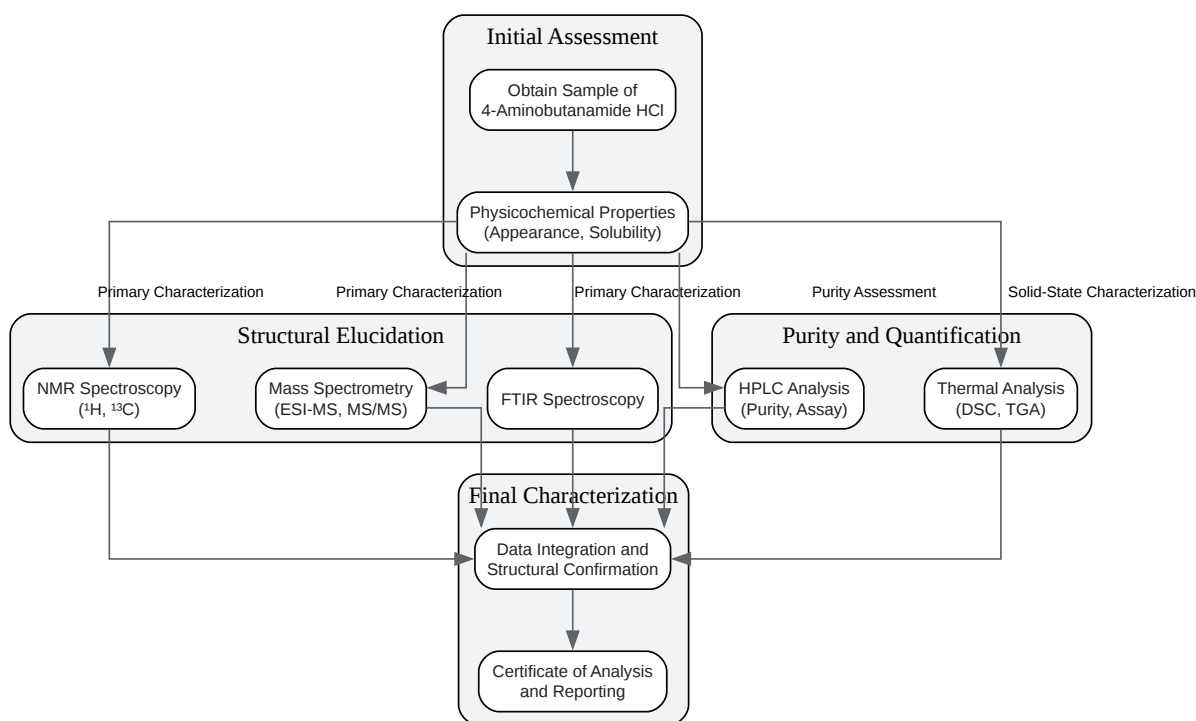 Initial Assessment
Obtain Sample of
4-Aminobutanamide HCl
Physicochemical Properties
(Appearance, Solubility)
Primary Characterization
Primary Characterization
Primary Characterization
Purity Assessment
Solid-State Characterization
Structural Elucidation
Purity and Quantification
NMR Spectroscopy
(¹H, ¹³C)
Mass Spectrometry
(ESI-MS, MS/MS)
FTIR Spectroscopy
HPLC Analysis
(Purity, Assay)
Thermal Analysis
(DSC, TGA)
Final Characterization
Data Integration and
Structural Confirmation
Certificate of Analysis
and Reporting